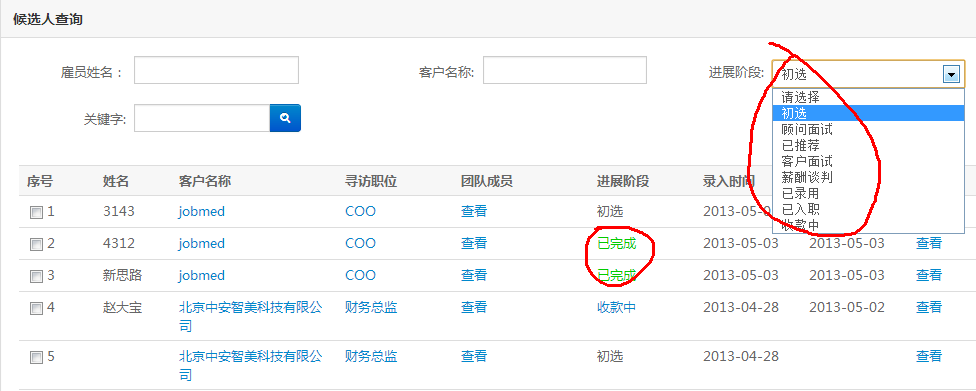 候选人查询
雇员姓名： 客户名称: 进展阶段: 初选
请选择
初选
顾问面试
已推荐
客户面试
薪酬谈判
已录用
已入职
收款中
关键字:
序号 姓名 客户名称 寻访职位 团队成员 进展阶段 录入时间
1 3143 jobmed COO 查看 初选 2013-05-0
2 4312 jobmed COO 查看 已完成 2013-05-03 2013-05-03 查看
3 新思路 jobmed COO 查看 已完成 2013-05-03 2013-05-03 查看
4 赵大宝 北京中安智美科技有限公 财务总监 查看 收款中 2013-04-28 2013-05-02 查看
司
5 北京中安智美科技有限公 财务总监 查看 初选 2013-04-28 查看
司